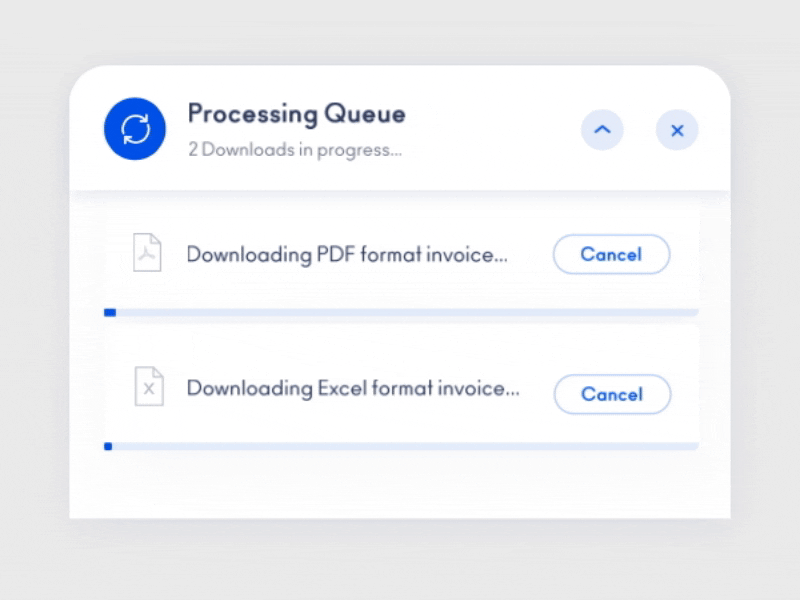 Processing Queue
2 Downloads in progress...
Downloading PDF format invoice...
Cancel
Downloading Excel format invoice...
Cancel